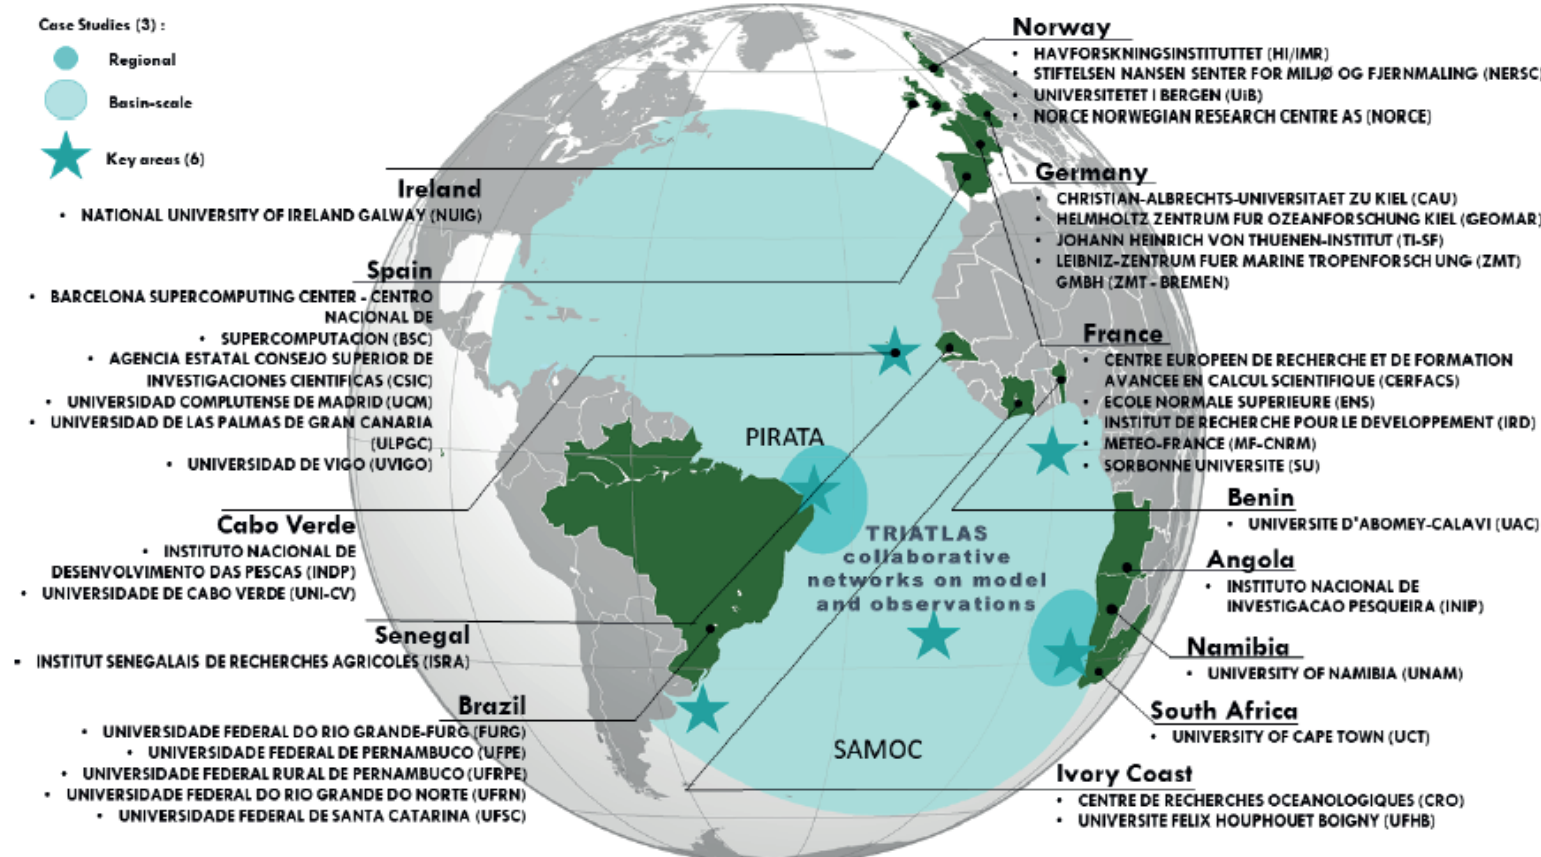 Case Studies (3) :
Regional
Basin-scale
Key areas (6)
Ireland
• NATIONAL UNIVERSITY OF IRELAND GALWAY (NUIG)
Spain
• BARCELONA SUPERCOMPUTING CENTER - CENTRO
NACIONAL DE
• SUPERCOMPUTACION (BSC)
• AGENCIA ESTATAL CONSEJO SUPERIOR DE
INVESTIGACIONES CIENTIFICAS (CSIC)
• UNIVERSIDAD COMPLUTENSE DE MADRID (UCM)
• UNIVERSIDAD DE LAS PALMAS DE GRAN CANARIA
(ULPGC)
• UNIVERSIDAD DE VIGO (UVIGO)
Cabo Verde
• INSTITUTO NACIONAL DE
DESENVOLVIMENTO DAS PESCAS (INDP)
• UNIVERSIDADE DE CABO VERDE (UNI-CV)
Senegal
• INSTITUT SENEGALAIS DE RECHERCHES AGRICOLES (ISRA)
Brazil
• UNIVERSIDADE FEDERAL DO RIO GRANDE-FURG (FURG)
• UNIVERSIDADE FEDERAL DE PERNAMBUCO (UFPE)
• UNIVERSIDADE FEDERAL RURAL DE PERNAMBUCO (UFRPE)
• UNIVERSIDADE FEDERAL DO RIO GRANDE DO NORTE (UFRN)
• UNIVERSIDADE FEDERAL DE SANTA CATARINA (UFSC)
PIRATA
TRIATLAS
collaborative
networks on model
and observations
SAMOC
Norway
• HAVFORSKNINGSINSTITUTTET (HI/IMR)
• STIFTELSEN NANSEN SENTER FOR MILJØ OG FJERNMALING (NERSC)
• UNIVERSITETET I BERGEN (UiB)
• NORCE NORWEGIAN RESEARCH CENTRE AS (NORCE)
Germany
• CHRISTIAN-ALBRECHTS-UNIVERSITAET ZU KIEL (CAU)
• HELMHOLTZ ZENTRUM FUR OZEANFORSCHUNG KIEL (GEOMAR)
• JOHANN HEINRICH VON THUENEN-INSTITUT (TI-SF)
• LEIBNIZ-ZENTRUM FUER MARINE TROPENFORSCH UNG (ZMT)
GMBH (ZMT - BREMEN)
France
• CENTRE EUROPEEN DE RECHERCHE ET DE FORMATION
AVANCEE EN CALCUL SCIENTIFIQUE (CERFACS)
• ECOLE NORMALE SUPERIEURE (ENS)
• INSTITUT DE RECHERCHE POUR LE DEVELOPPEMENT (IRD)
• METEO-FRANCE (MF-CNRM)
• SORBONNE UNIVERSITE (SU)
Benin
• UNIVERSITE D'ABOMEY-CALAVI (UAC)
Angola
• INSTITUTO NACIONAL DE
INVESTIGACAO PESQUEIRA (INIP)
Namibia
• UNIVERSITY OF NAMIBIA (UNAM)
South Africa
• UNIVERSITY OF CAPE TOWN (UCT)
Ivory Coast
• CENTRE DE RECHERCHES OCEANOLOGIQUES (CRO)
• UNIVERSITE FELIX HOUPHOUET BOIGNY (UFHB)